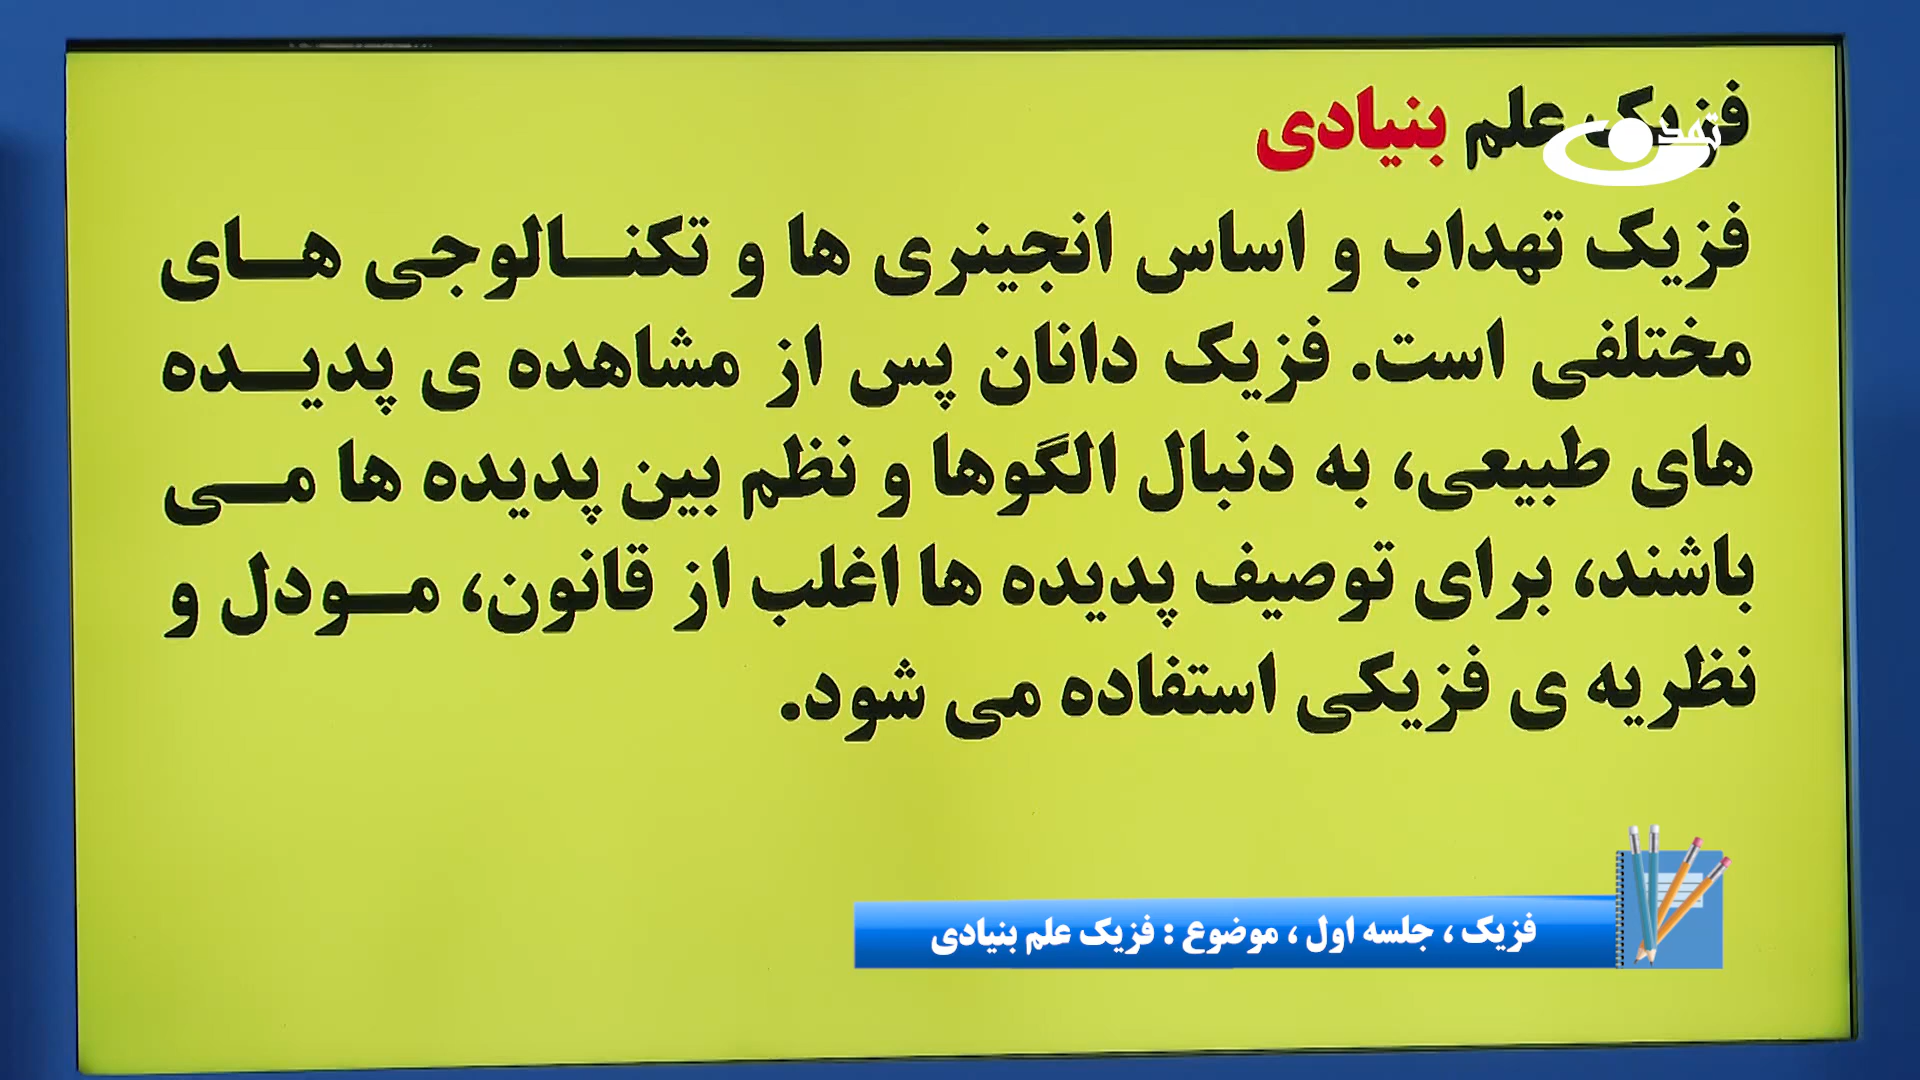 فزیک علم بنیادی
تمدن
فزیک تهداب و اساس انجینری ها و تکنالوجی های
مختلفی است. فزیک دانان پس از مشاهده ی پدیده
های طبیعی، به دنبال الگوها و نظم بین پدیده ها می
باشند، برای توصیف پدیده ها اغلب از قانون، مودل و
نظریه ی فزیکی استفاده می شود.
فزیک ، جلسه اول ، موضوع : فزیک علم بنیادی